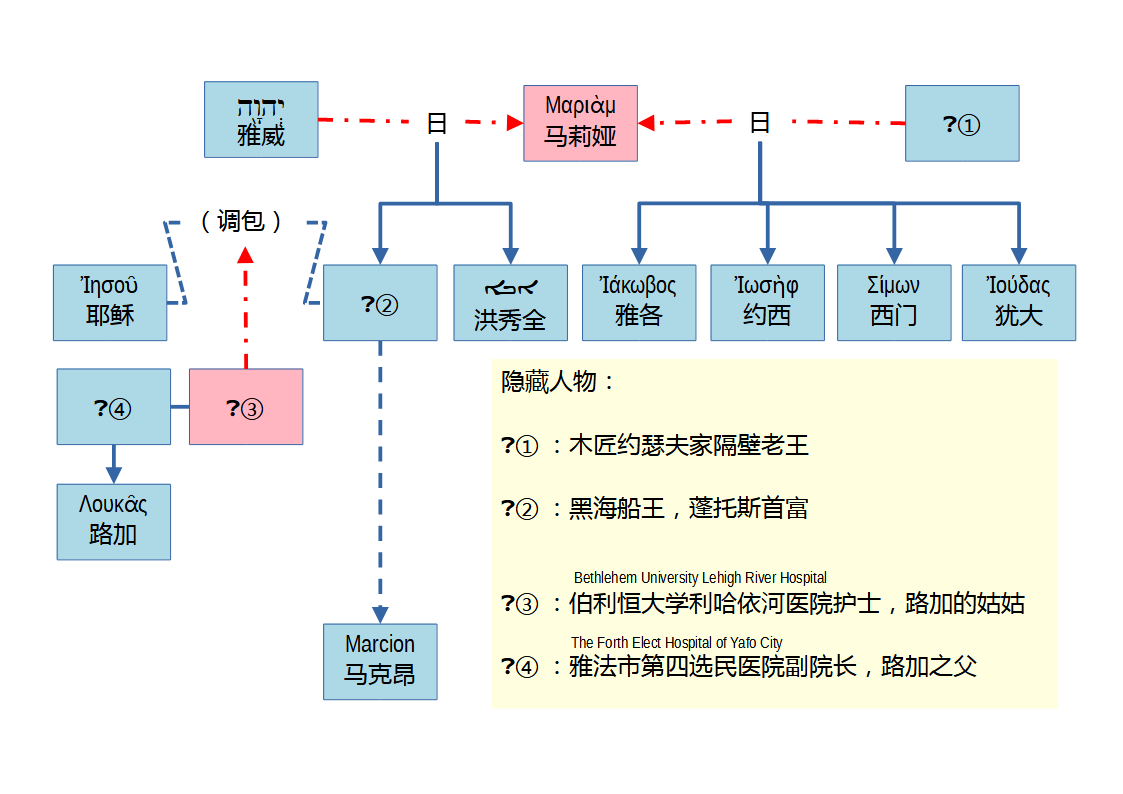 יְהוָֹה
雅威
日
Μαριὰμ
马莉娅
日
?①
（调包）
Ἰησοῦ
耶稣
?②
洪秀全
Ἰάκωβος
雅各
Ἰωσὴφ
约西
Σίμων
西门
Ἰούδας
犹大
?④
?③
Λουκᾶς
路加
Marcion
马克昂
隐藏人物：
?①：木匠约瑟夫家隔壁老王
?②：黑海船王，蓬托斯首富
Bethlehem University Lehigh River Hospital
?③：伯利恒大学利哈依河医院护士，路加的姑姑
The Forth Elect Hospital of Yafo City
?④：雅法市第四选民医院副院长，路加之父